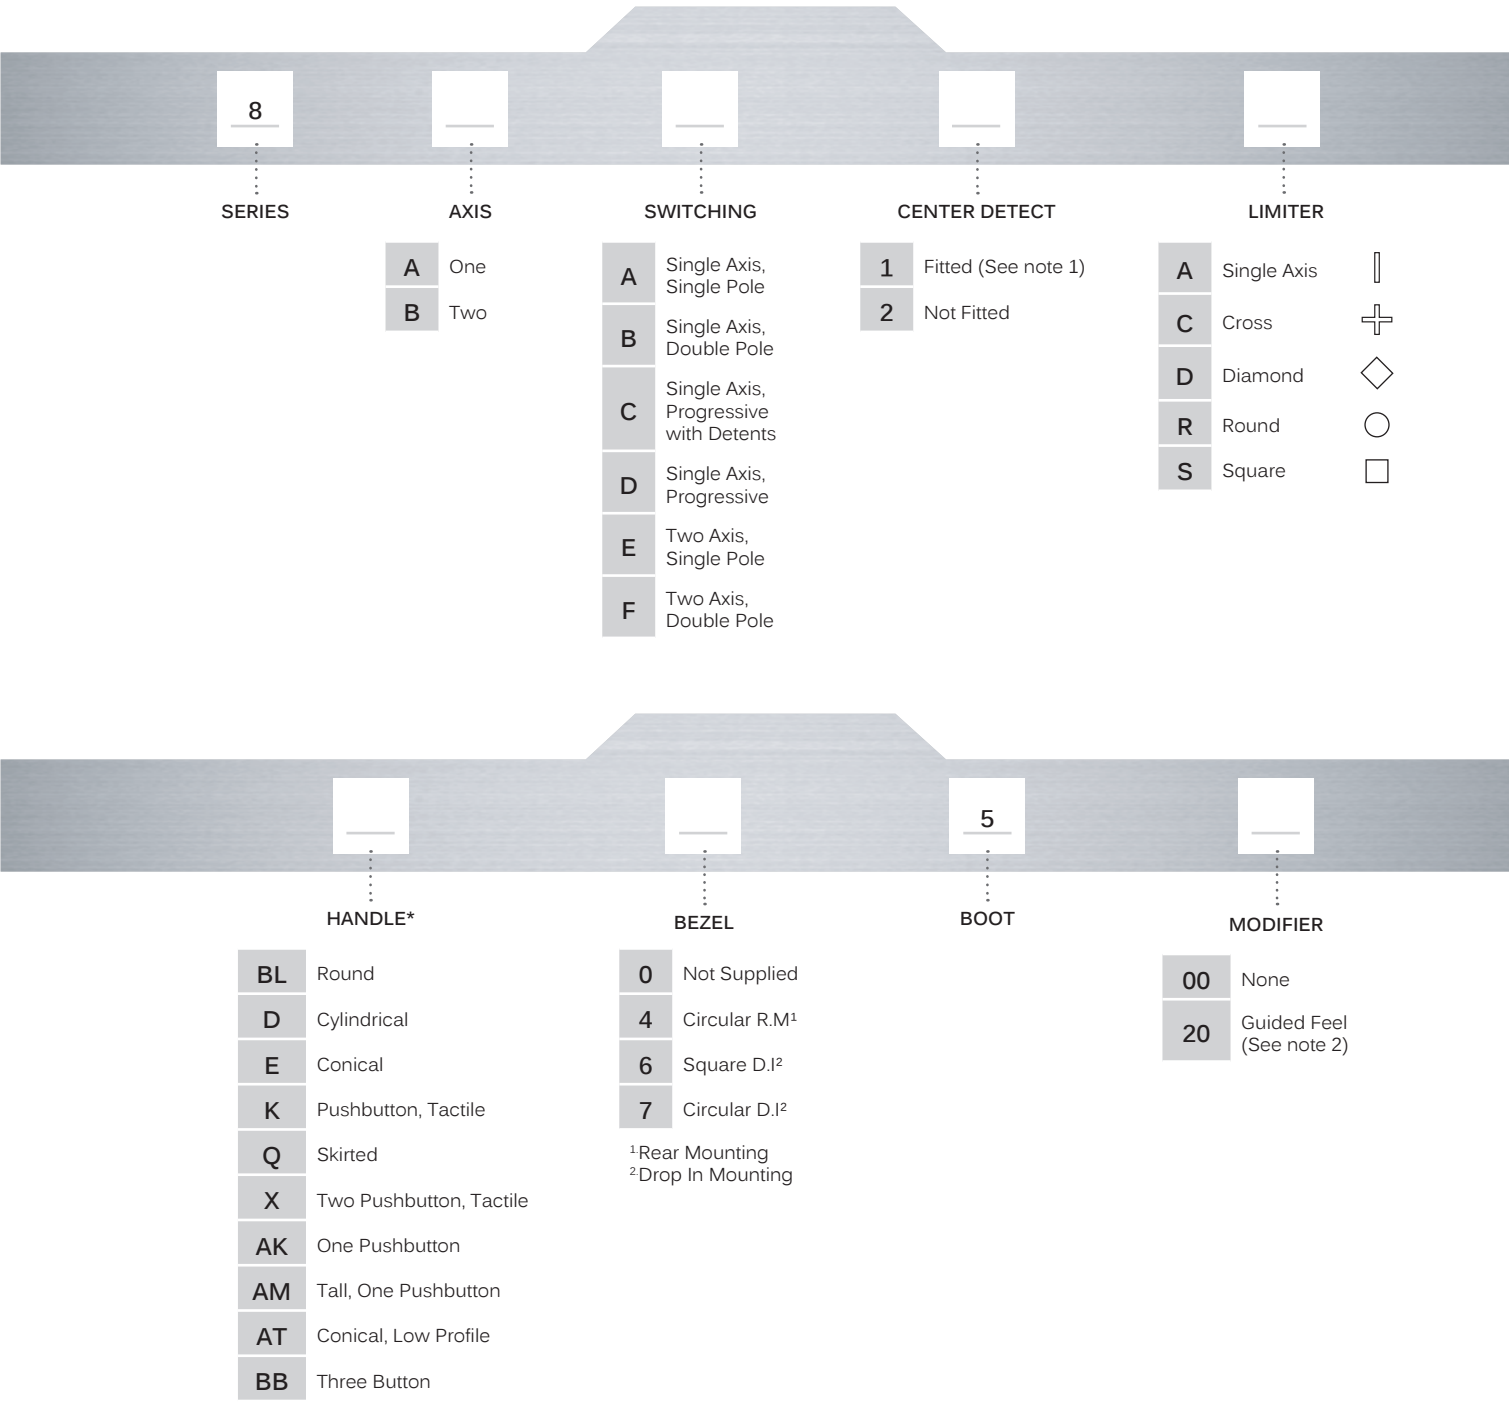 8
SERIES
AXIS
A One
B Two
SWITCHING
A Single Axis,
Single Pole
B Single Axis,
Double Pole
C Single Axis,
Progressive
with Detents
D Single Axis,
Progressive
E Two Axis,
Single Pole
F Two Axis,
Double Pole
CENTER DETECT
1 Fitted (See note 1)
2 Not Fitted
LIMITER
A Single Axis
C Cross
D Diamond
R Round
S Square
HANDLE*
BL Round
D Cylindrical
E Conical
K Pushbutton, Tactile
Q Skirted
X Two Pushbutton, Tactile
AK One Pushbutton
AM Tall, One Pushbutton
AT Conical, Low Profile
BB Three Button
BEZEL
0 Not Supplied
4 Circular R.M¹
6 Square D.I²
7 Circular D.I²
1.Rear Mounting
2.Drop In Mounting
5
BOOT
MODIFIER
00 None
20 Guided Feel
(See note 2)